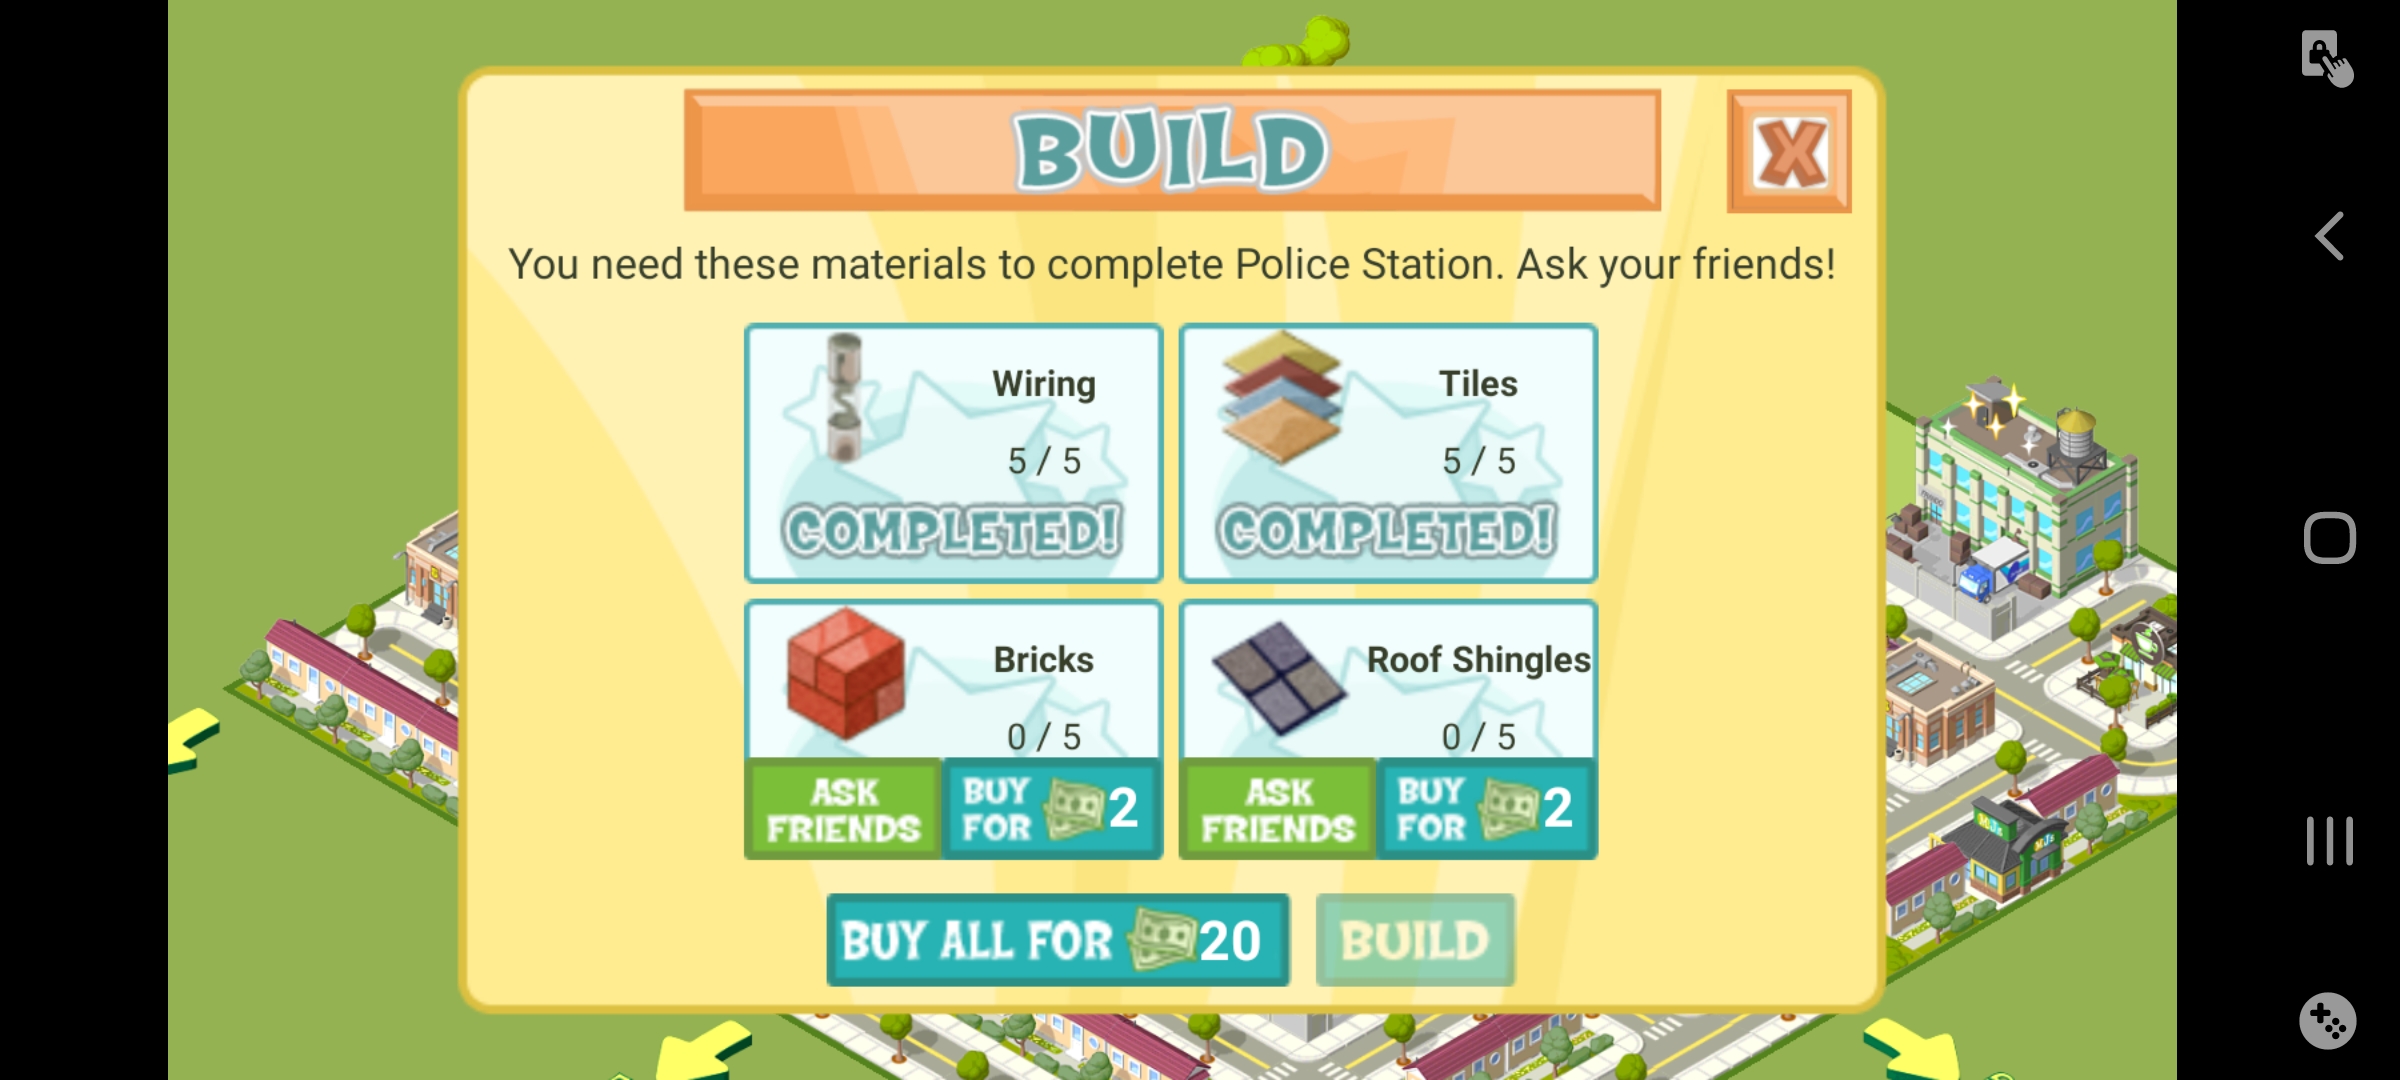 BUILD
X
You need these materials to complete Police Station. Ask your friends!
Wiring
5 / 5
COMPLETED!
Tiles
5 / 5
COMPLETED!
Bricks
0 / 5
ASK FRIENDS
BUY FOR 2
Roof Shingles
0 / 5
ASK FRIENDS
BUY FOR 2
BUY ALL FOR 20
BUILD